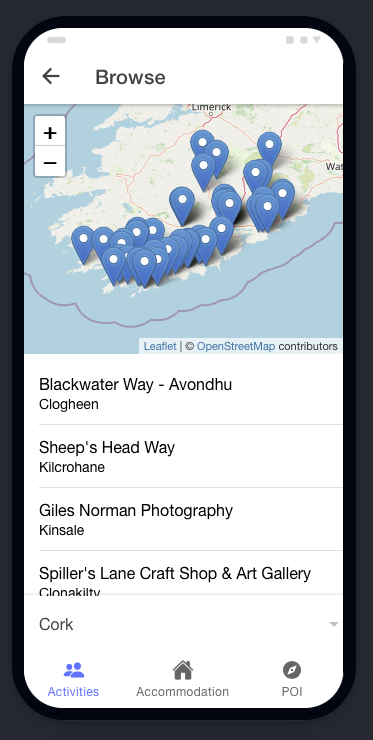 Browse
Limerick
+
Wat
−
Leaflet | © OpenStreetMap contributors
Blackwater Way - Avondhu
Clogheen
Sheep's Head Way
Kilcrohane
Giles Norman Photography
Kinsale
Spiller's Lane Craft Shop & Art Gallery
Clonakilty
Cork
Activities
Accommodation
POI